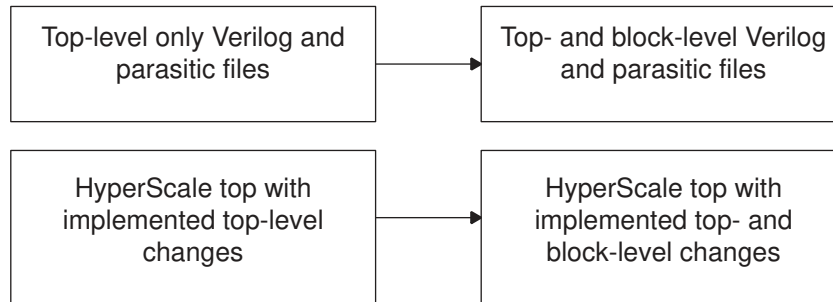 Top-level only Verilog and
parasitic files
Top- and block-level Verilog
and parasitic files
HyperScale top with
implemented top-level
changes
HyperScale top with
implemented top- and
block-level changes